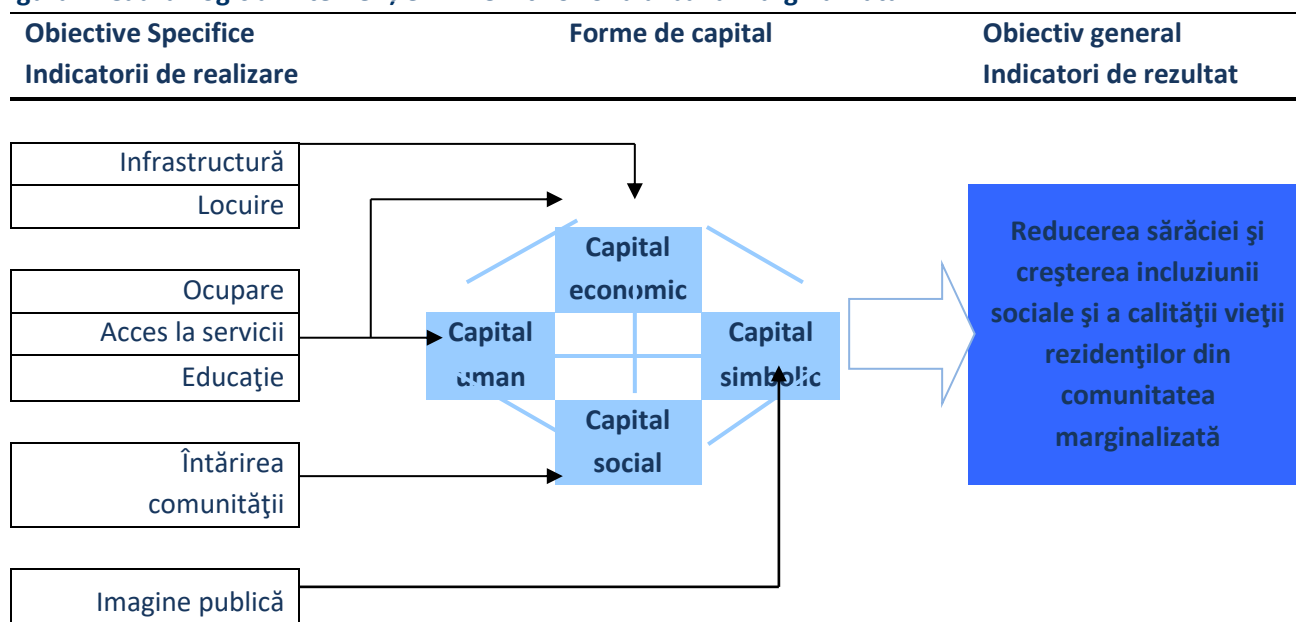 Obiective Specifice
Indicatorii de realizare
Forme de capital
Obiectiv general
Indicatori de rezultat
Infrastructură
Locuire
Ocupare
Acces la servicii
Educaţie
Întărirea
comunităţii
Imagine publică
Capital
economic
Capital
uman
Capital
simbolic
Capital
social
Reducerea sărăciei şi
creşterea incluziunii
sociale şi a calităţii vieţii
rezidenţilor din
comunitatea
marginalizată